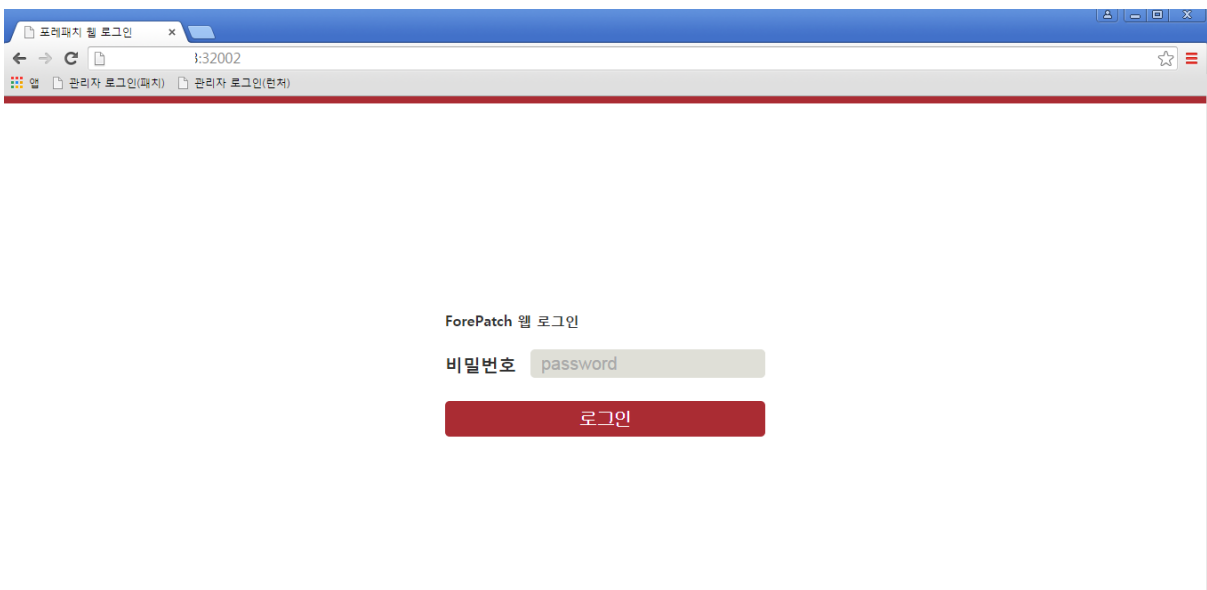 포레패치 웹 로그인
:32002
앱 관리자 로그인(패치) 관리자 로그인(런처)
ForePatch 웹 로그인
비밀번호 password
로그인